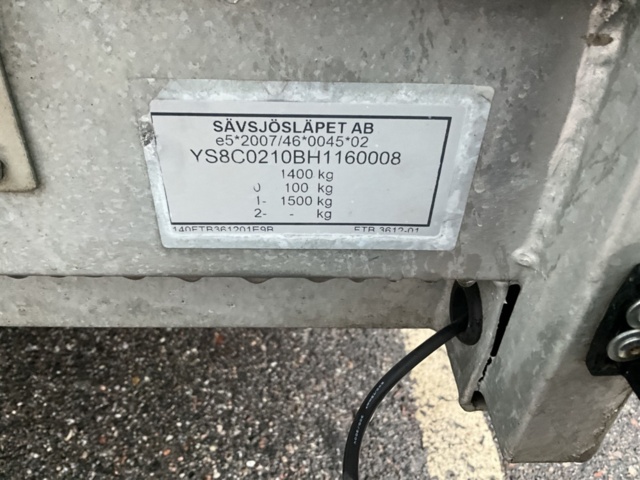 SÄVSJÖSLÄPET AB
e5*2007/46*0045*02
YS8C0210BH1160008
1400 kg
0 100 kg
1- 1500 kg
2- - kg
140FTB361201E9B FTB 3612-01